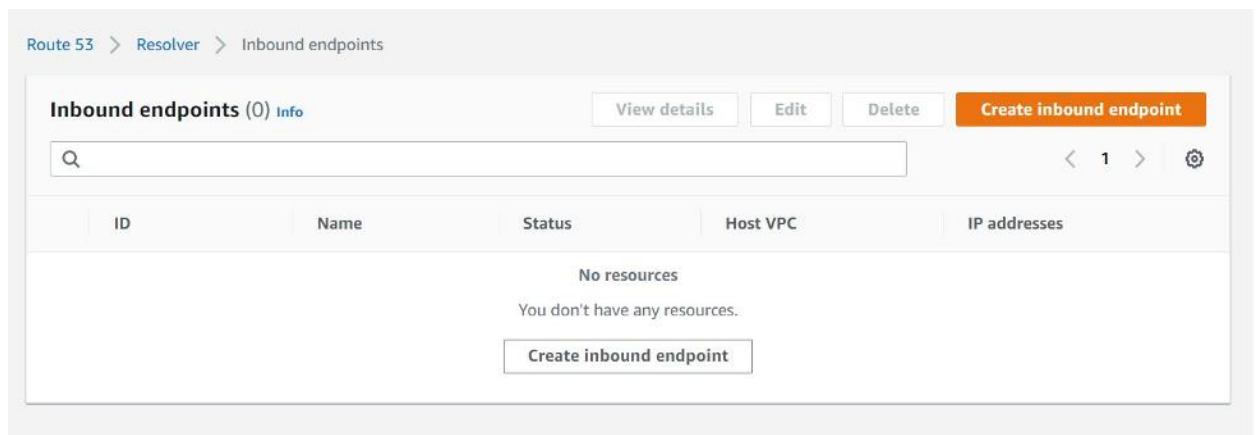 Route 53 > Resolver > Inbound endpoints
Inbound endpoints (0) Info View details Edit Delete Create inbound endpoint
< 1 >
ID Name Status Host VPC IP addresses
No resources
You don't have any resources.
Create inbound endpoint